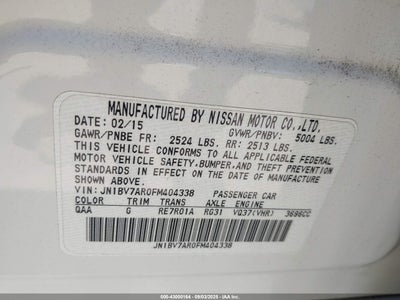 MANUFACTURED BY NISSAN MOTOR CO.,LTD.
DATE: 02/15 GVWR/PNBV: 5004 LBS.
GAWR/PNBE FR: 2524 LBS. RR: 2513 LBS.
THIS VEHICLE CONFORMS TO ALL APPLICABLE FEDERAL
MOTOR VEHICLE SAFETY, BUMPER, AND THEFT PREVENTION
STANDARDS IN EFFECT ON THE DATE OF MANUFACTURE
SHOWN ABOVE.
VIN: JN1BV7AR0FM404338 PASSENGER CAR
COLOR TRIM TRANS AXLE ENGINE
QAA G RE7R01A RG31 VQ37(VHR) 3696CC
JN1BV7AR0FM404338
500-43000164 - 09/03/2025 - IAAI.COM